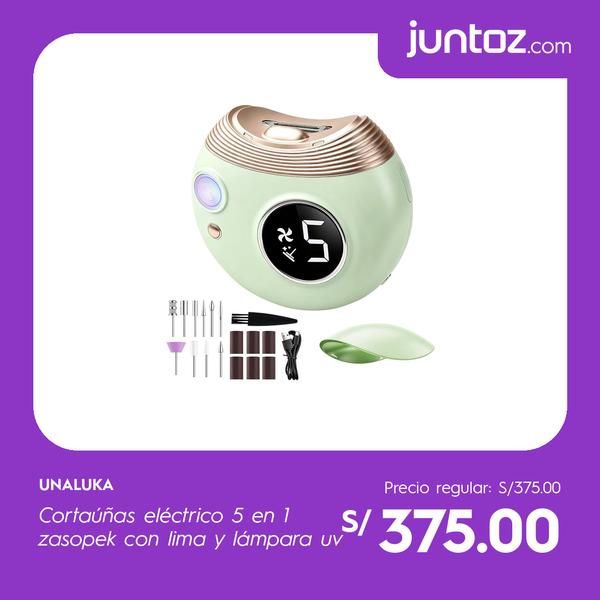 juntoz.com
5
UNALUKA
Precio regular: S/375.00
Cortaúñas eléctrico 5 en 1
zasopek con lima y lámpara uv
S/ 375.00